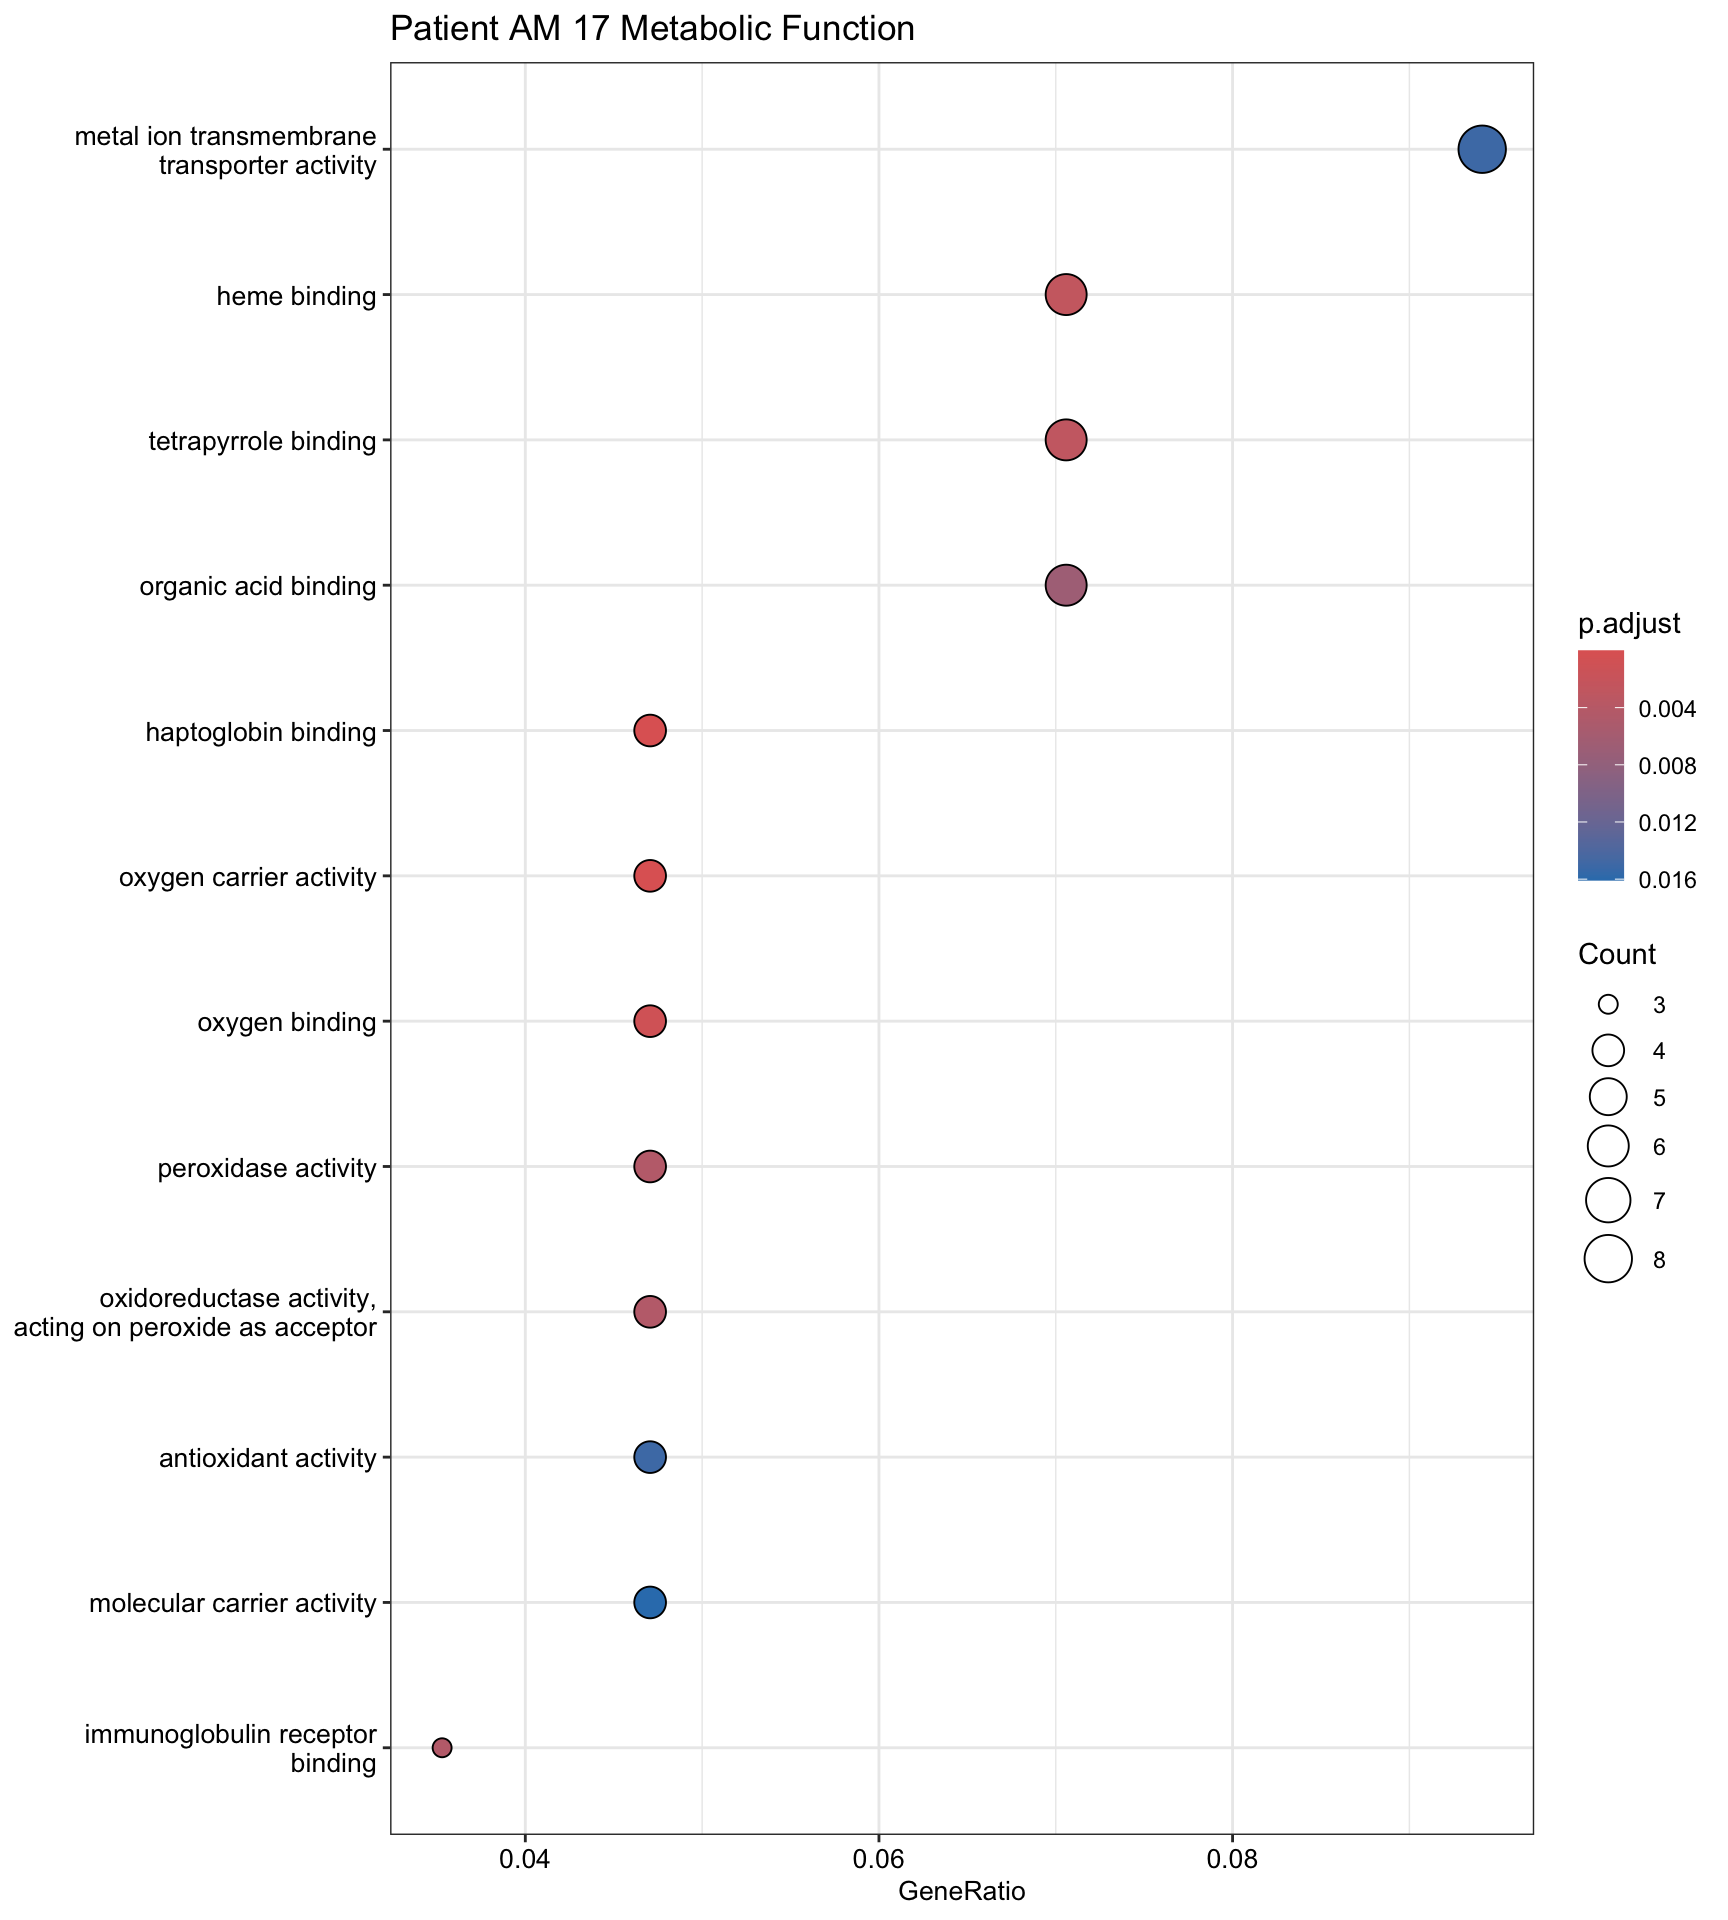 Patient AM 17 Metabolic Function
metal ion transmembrane
transporter activity
heme binding
tetrapyrrole binding
organic acid binding
haptoglobin binding
oxygen carrier activity
oxygen binding
peroxidase activity
oxidoreductase activity,
acting on peroxide as acceptor
antioxidant activity
molecular carrier activity
immunoglobulin receptor
binding
0.04
0.06
0.08
GeneRatio
p.adjust
0.004
0.008
0.012
0.016
Count
3
4
5
6
7
8